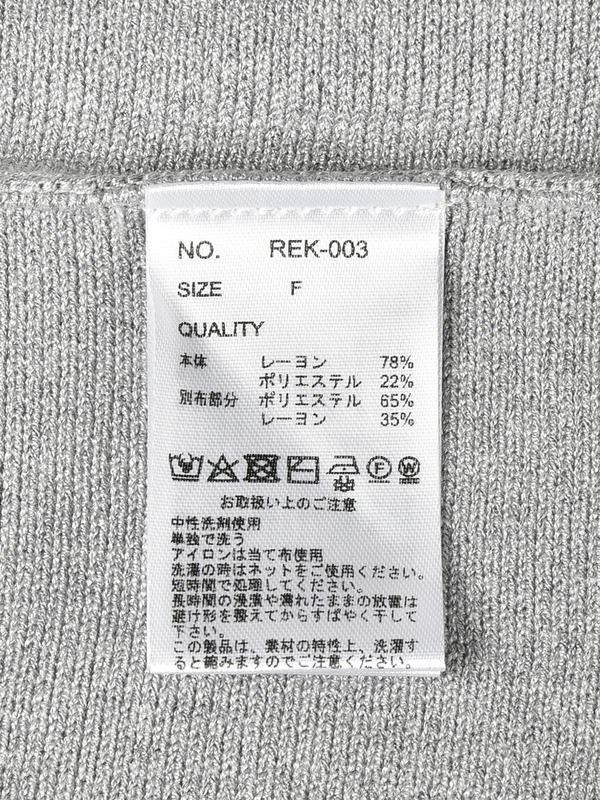 NO. REK-003
SIZE F
QUALITY
本体 レーヨン 78%
ポリエステル 22%
別布部分 ポリエステル 65%
レーヨン 35%
F W
お取扱い上のご注意
中性洗剤使用
単独で洗う
アイロンは当て布使用
洗濯の時はネットをご使用ください。
短時間で処理してください。
長時間の浸漬や濡れたままの放置は
避け形を整えてからすばやく干して
下さい。
この製品は、素材の特性上、洗濯す
ると縮みますのでご注意ください。